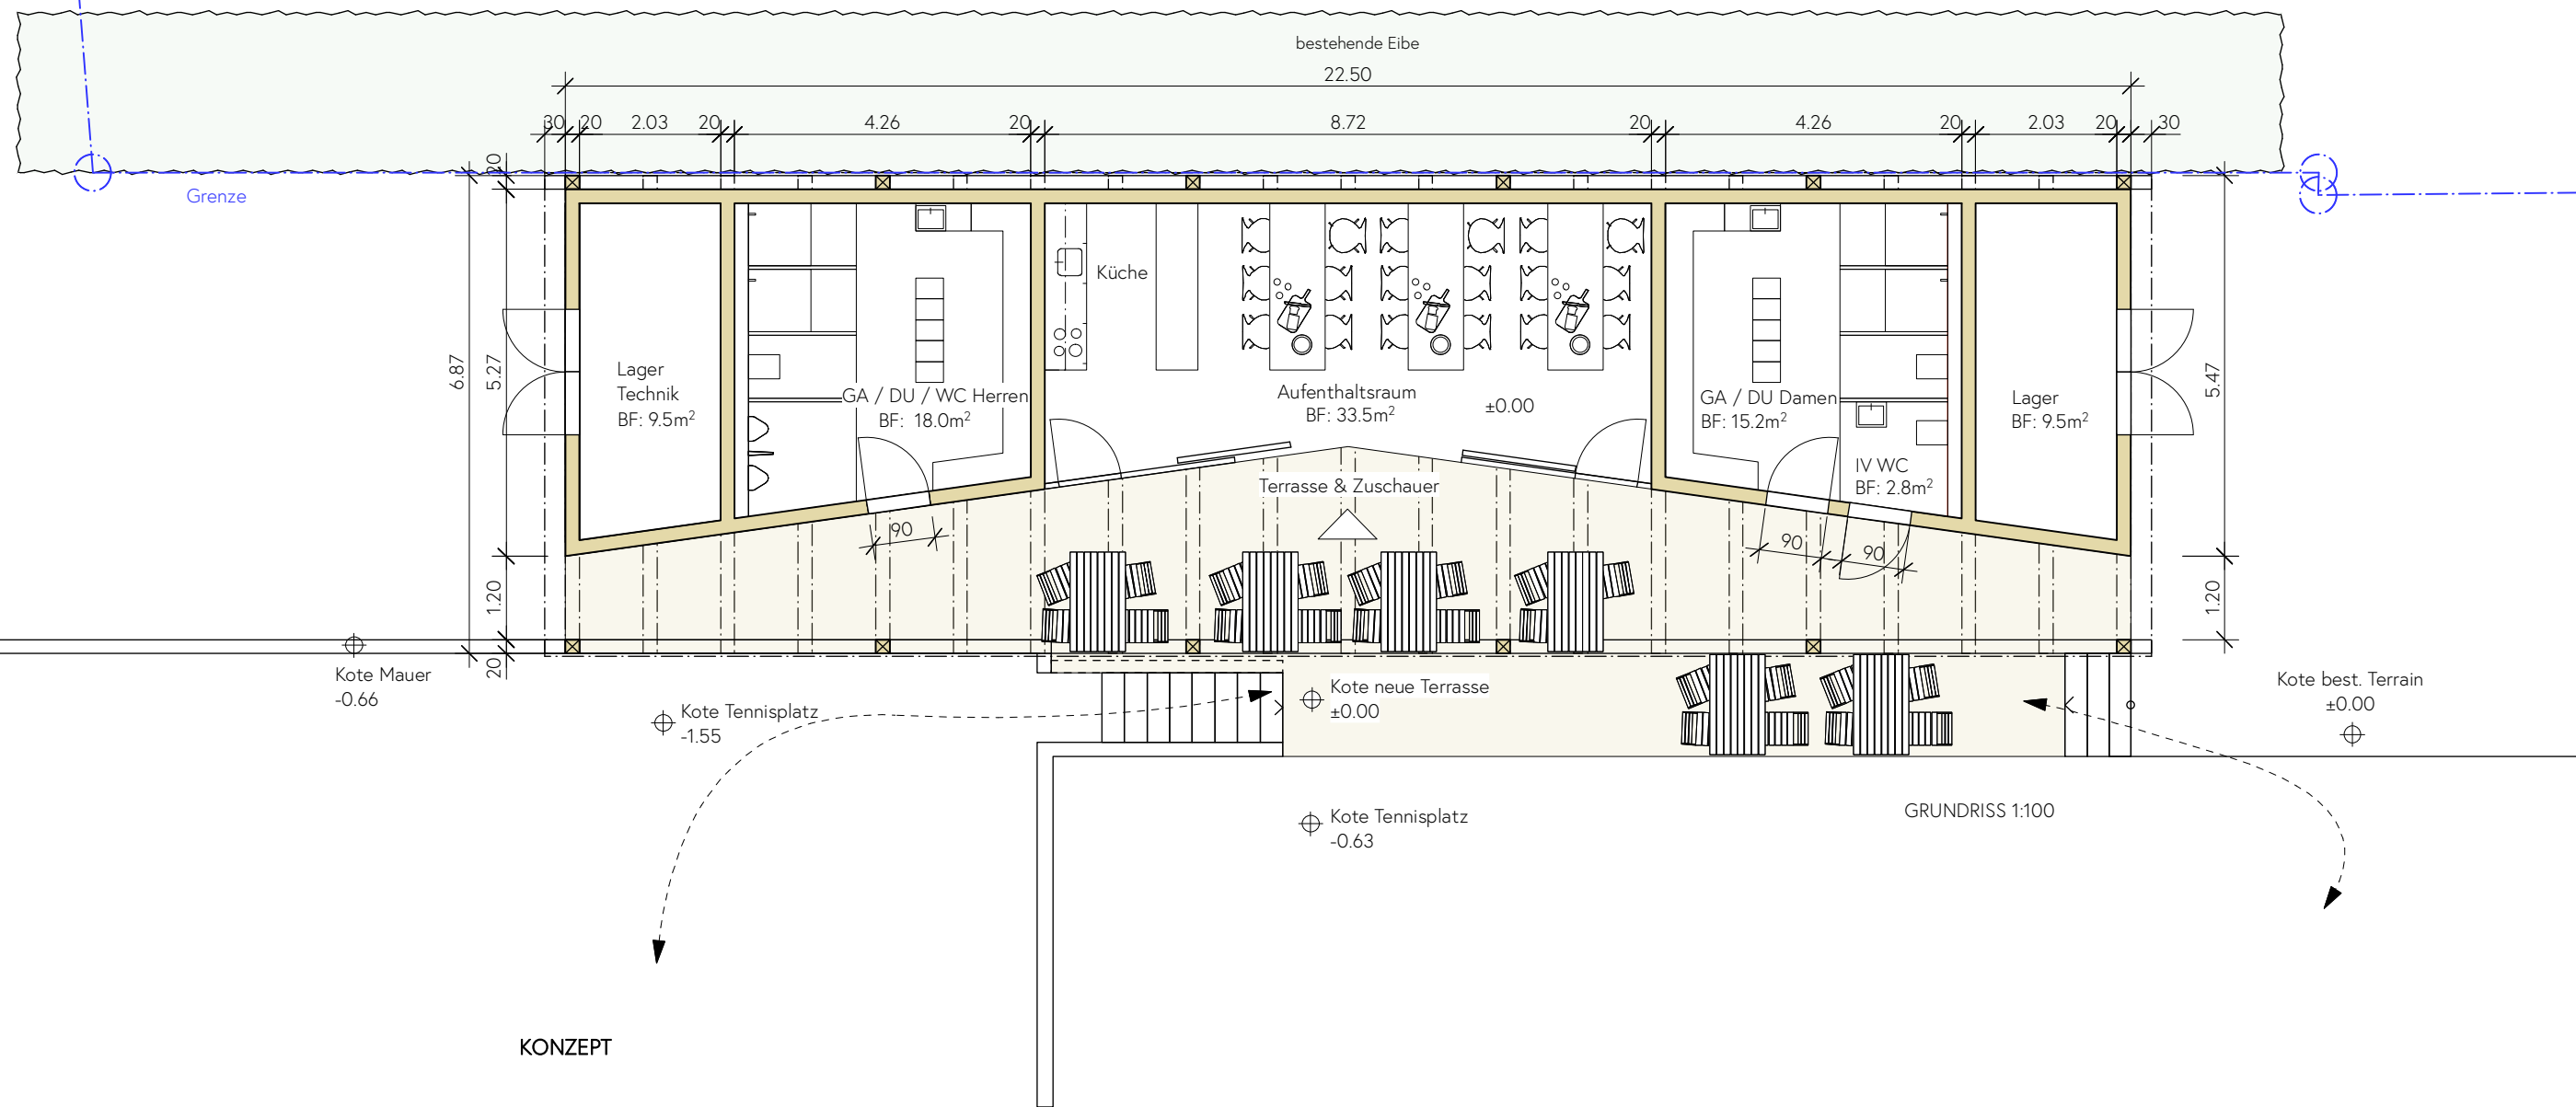 bestehende Eibe
22.50
30 20 2.03 20 4.26 20 8.72 20 4.26 20 2.03 20 30
20
Grenze
6.87
5.27
5.47
1.20
1.20
20
Küche
Lager
Technik
BF: 9.5m²
GA / DU / WC Herren
BF: 18.0m²
Aufenthaltsraum
BF: 33.5m²
±0.00
GA / DU Damen
BF: 15.2m²
Lager
BF: 9.5m²
IV WC
BF: 2.8m²
Terrasse & Zuschauer
90
90
90
Kote Mauer
-0.66
Kote Tennisplatz
-1.55
Kote neue Terrasse
±0.00
Kote best. Terrain
±0.00
Kote Tennisplatz
-0.63
GRUNDRISS 1:100
KONZEPT